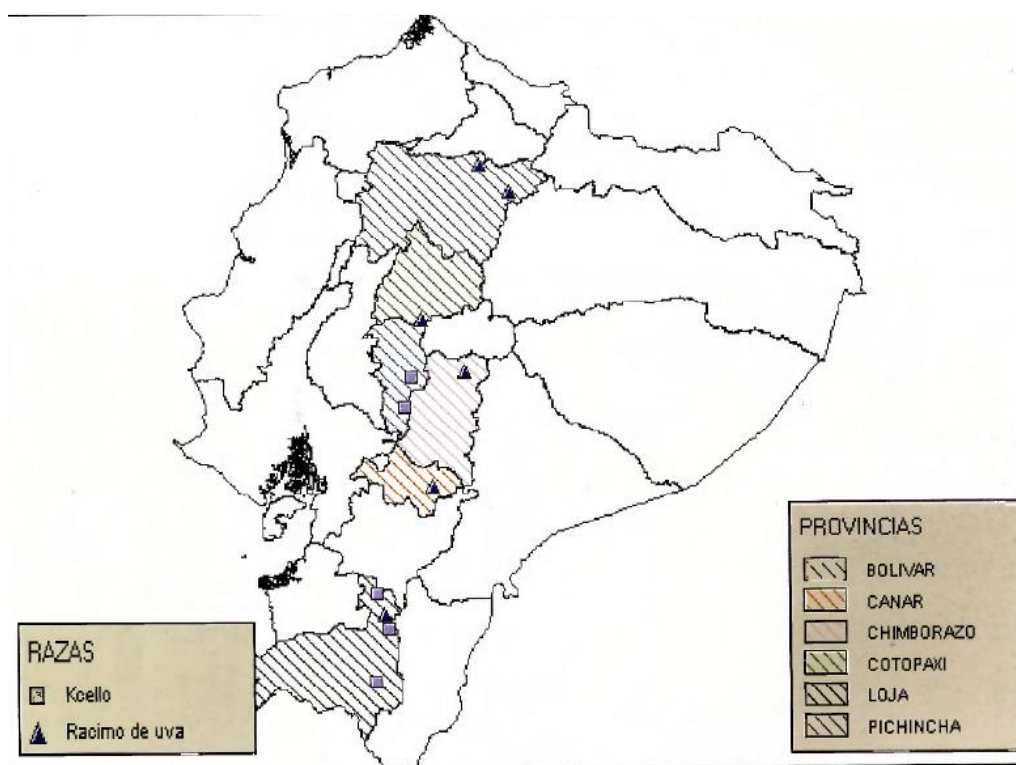 RAZAS
Kcello
Racimo de uva
PROVINCIAS
BOLIVAR
CANAR
CHIMBORAZO
COTOPAXI
LOJA
PICHINCHA